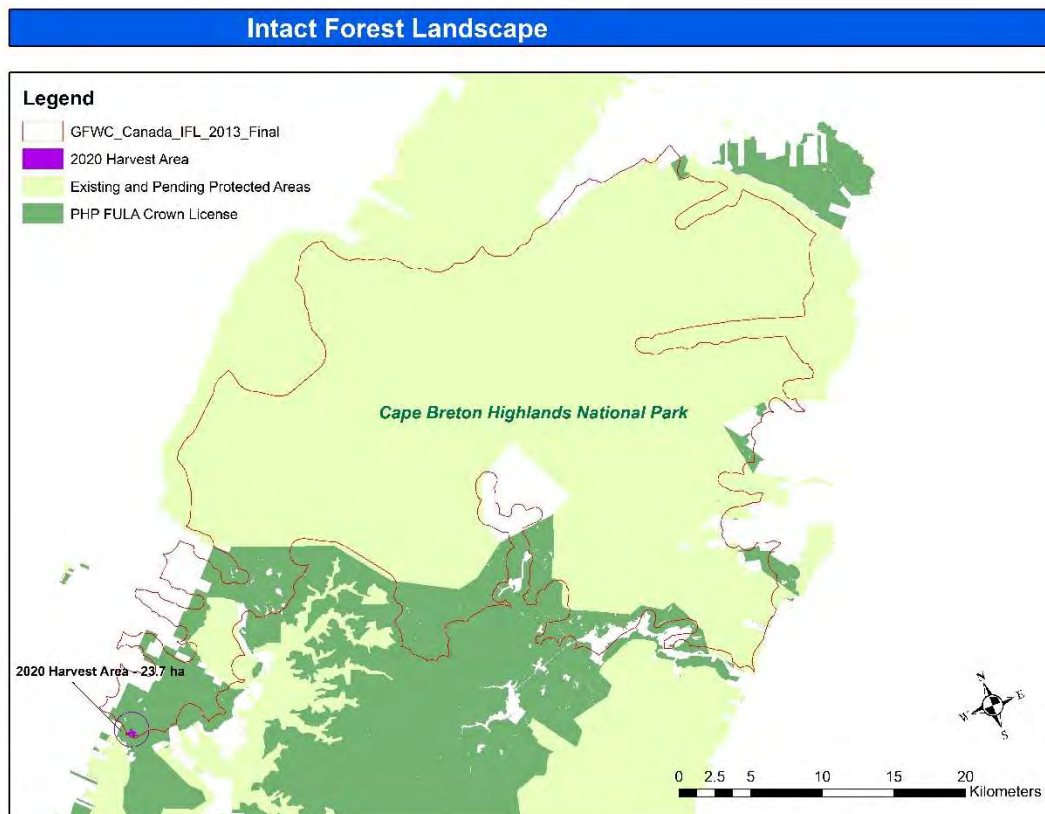 Intact Forest Landscape
Legend
GFWC_Canada_IFL_2013_Final
2020 Harvest Area
Existing and Pending Protected Areas
PHP FULA Crown License
Cape Breton Highlands National Park
2020 Harvest Area - 23.7 ha
N
W E
S
0 2.5 5 10 15 20
Kilometers